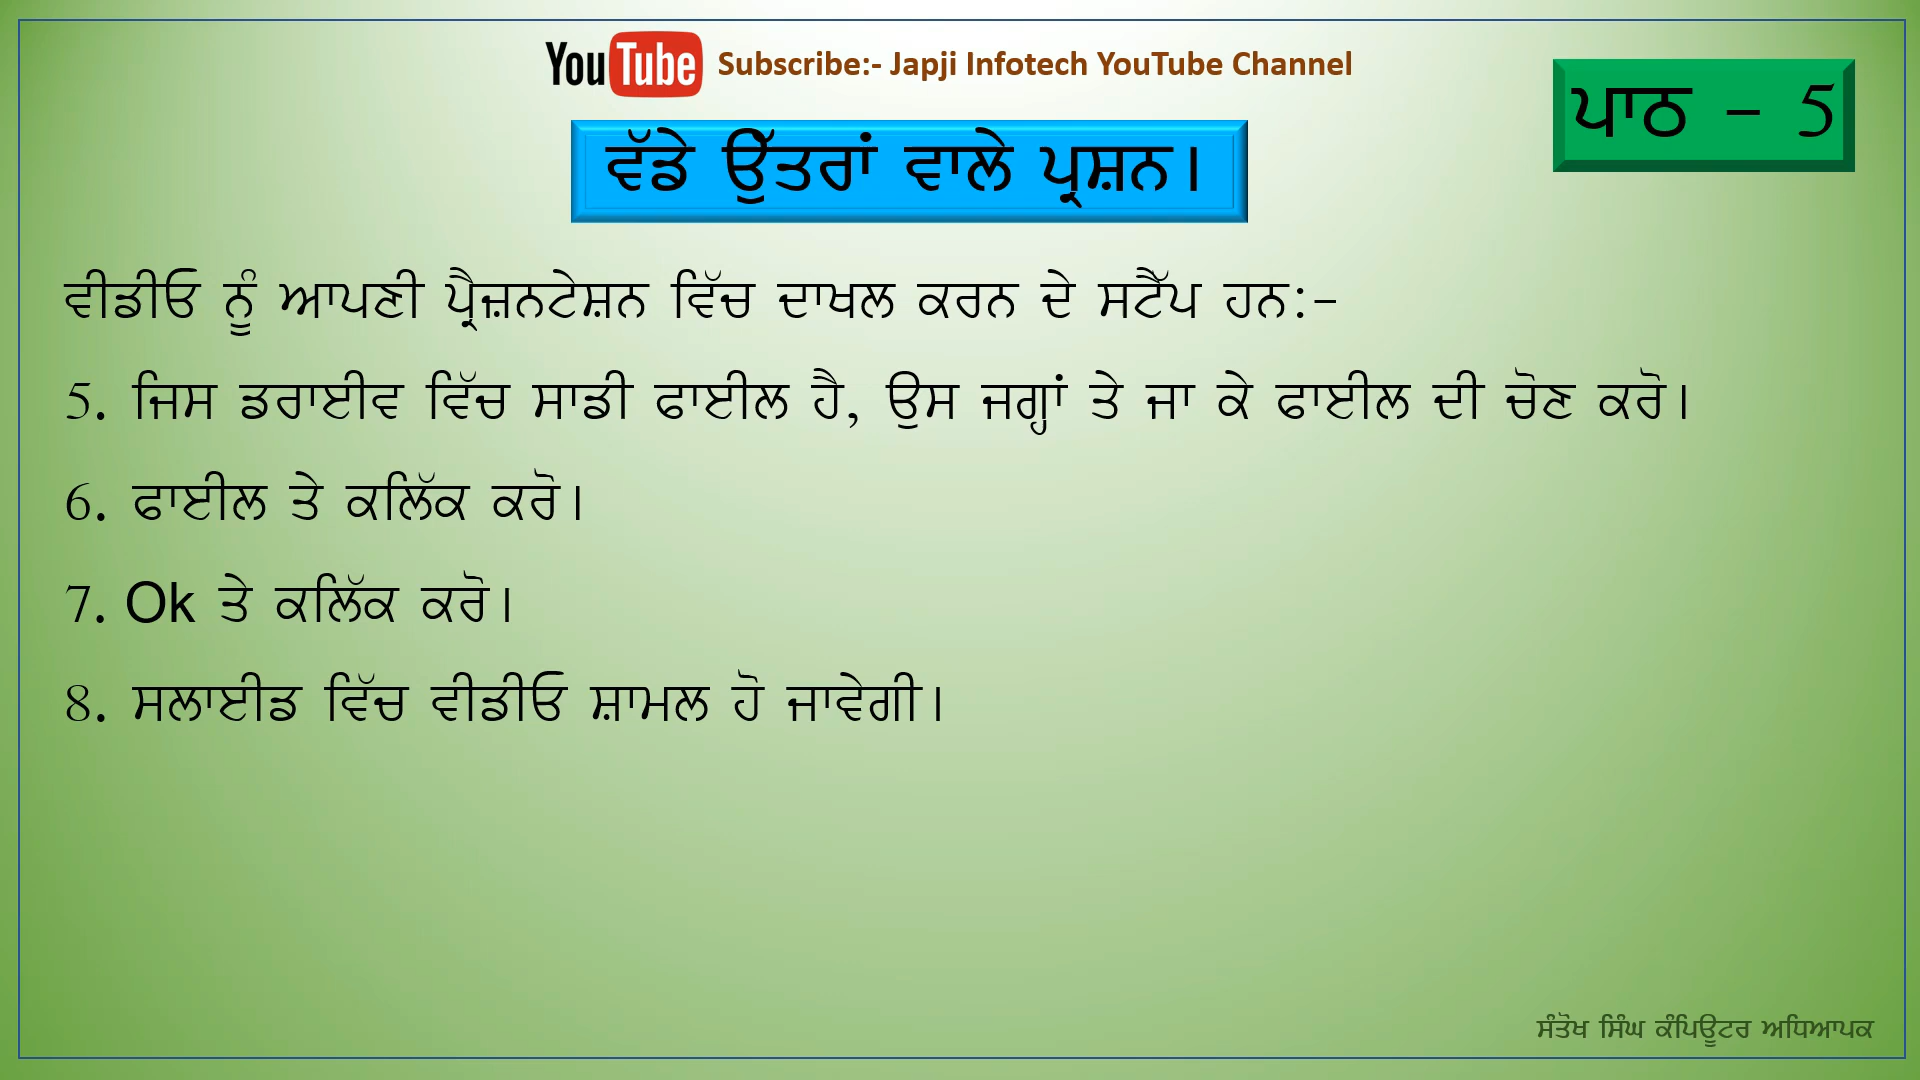 YouTube Subscribe:- Japji Infotech YouTube Channel
ਪਾਠ - 5
ਵੱਡੇ ਉੱਤਰਾਂ ਵਾਲੇ ਪ੍ਰਸ਼ਨ।
ਵੀਡੀਓ ਨੂੰ ਆਪਣੀ ਪ੍ਰੈਜ਼ਨਟੇਸ਼ਨ ਵਿੱਚ ਦਾਖਲ ਕਰਨ ਦੇ ਸਟੈੱਪ ਹਨ:-
5. ਜਿਸ ਡਰਾਈਵ ਵਿੱਚ ਸਾਡੀ ਫਾਈਲ ਹੈ, ਉਸ ਜਗ੍ਹਾਂ ਤੇ ਜਾ ਕੇ ਫਾਈਲ ਦੀ ਚੋਣ ਕਰੋ।
6. ਫਾਈਲ ਤੇ ਕਲਿੱਕ ਕਰੋ।
7. Ok ਤੇ ਕਲਿੱਕ ਕਰੋ।
8. ਸਲਾਈਡ ਵਿੱਚ ਵੀਡੀਓ ਸ਼ਾਮਲ ਹੋ ਜਾਵੇਗੀ।
ਸੰਤੋਖ ਸਿੰਘ ਕੰਪਿਊਟਰ ਅਧਿਆਪਕ